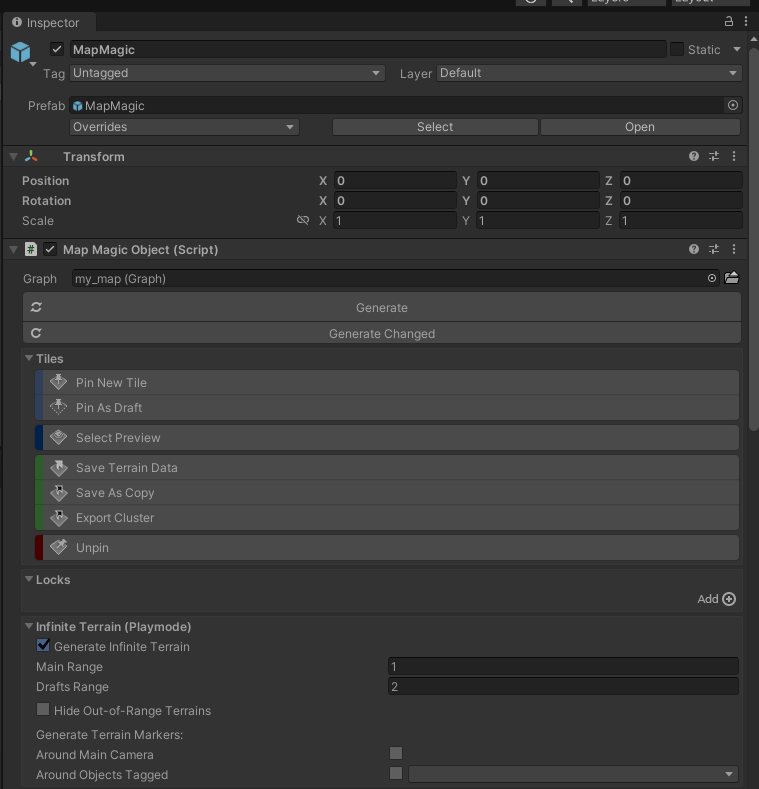 Layers Layout
Inspector
MapMagic Static
Tag Untagged Layer Default
Prefab MapMagic
Overrides Select Open
Transform
Position X 0 Y 0 Z 0
Rotation X 0 Y 0 Z 0
Scale X 1 Y 1 Z 1
# Map Magic Object (Script)
Graph my_map (Graph)
Generate
Generate Changed
Tiles
Pin New Tile
Pin As Draft
Select Preview
Save Terrain Data
Save As Copy
Export Cluster
Unpin
Locks
Add
Infinite Terrain (Playmode)
Generate Infinite Terrain
Main Range 1
Drafts Range 2
Hide Out-of-Range Terrains
Generate Terrain Markers:
Around Main Camera
Around Objects Tagged